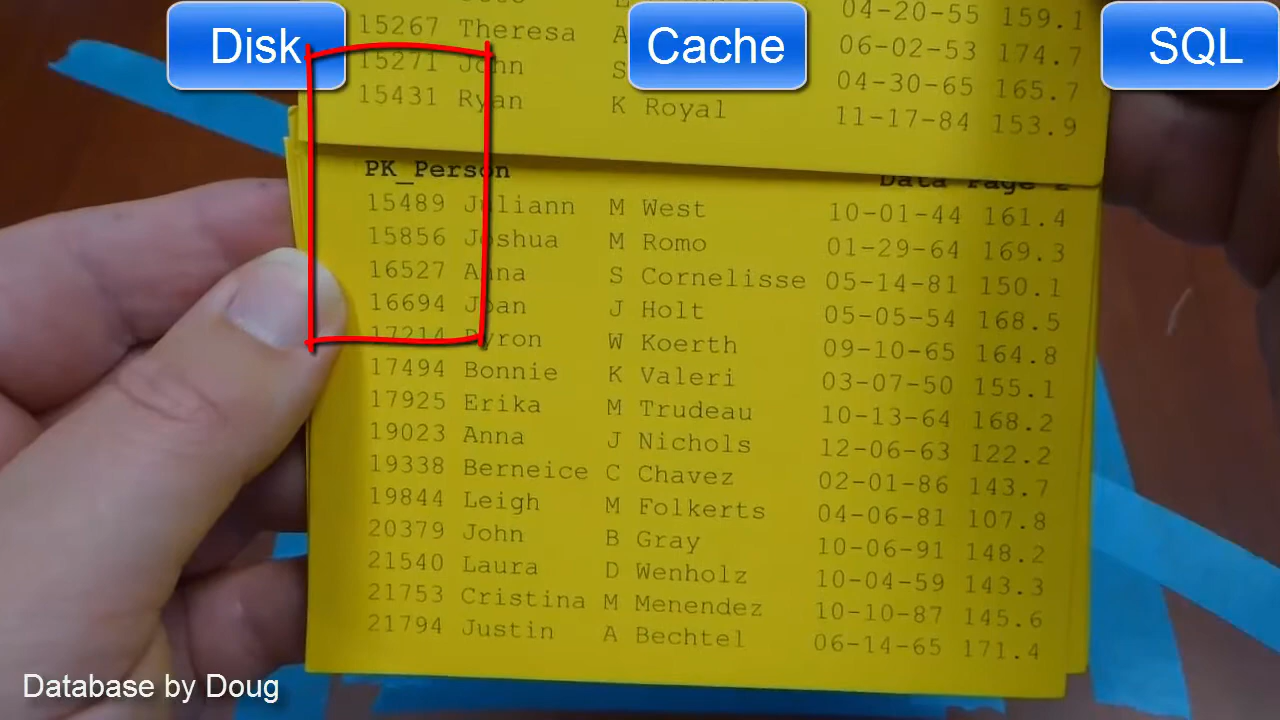 Disk
Cache
SQL
04-20-55 159.1
15267 Theresa A 06-02-53 174.7
15271 John S 04-30-65 165.7
15431 Ryan K Royal 11-17-84 153.9
PK_Person Data Page 2
15489 Juliann M West 10-01-44 161.4
15856 Joshua M Romo 01-29-64 169.3
16527 Anna S Cornelisse 05-14-81 150.1
16694 Joan J Holt 05-05-54 168.5
17214 Byron W Koerth 09-10-65 164.8
17494 Bonnie K Valeri 03-07-50 155.1
17925 Erika M Trudeau 10-13-64 168.2
19023 Anna J Nichols 12-06-63 122.2
19338 Berneice C Chavez 02-01-86 143.7
19844 Leigh M Folkerts 04-06-81 107.8
20379 John B Gray 10-06-91 148.2
21540 Laura D Wenholz 10-04-59 143.3
21753 Cristina M Menendez 10-10-87 145.6
21794 Justin A Bechtel 06-14-65 171.4
Database by Doug